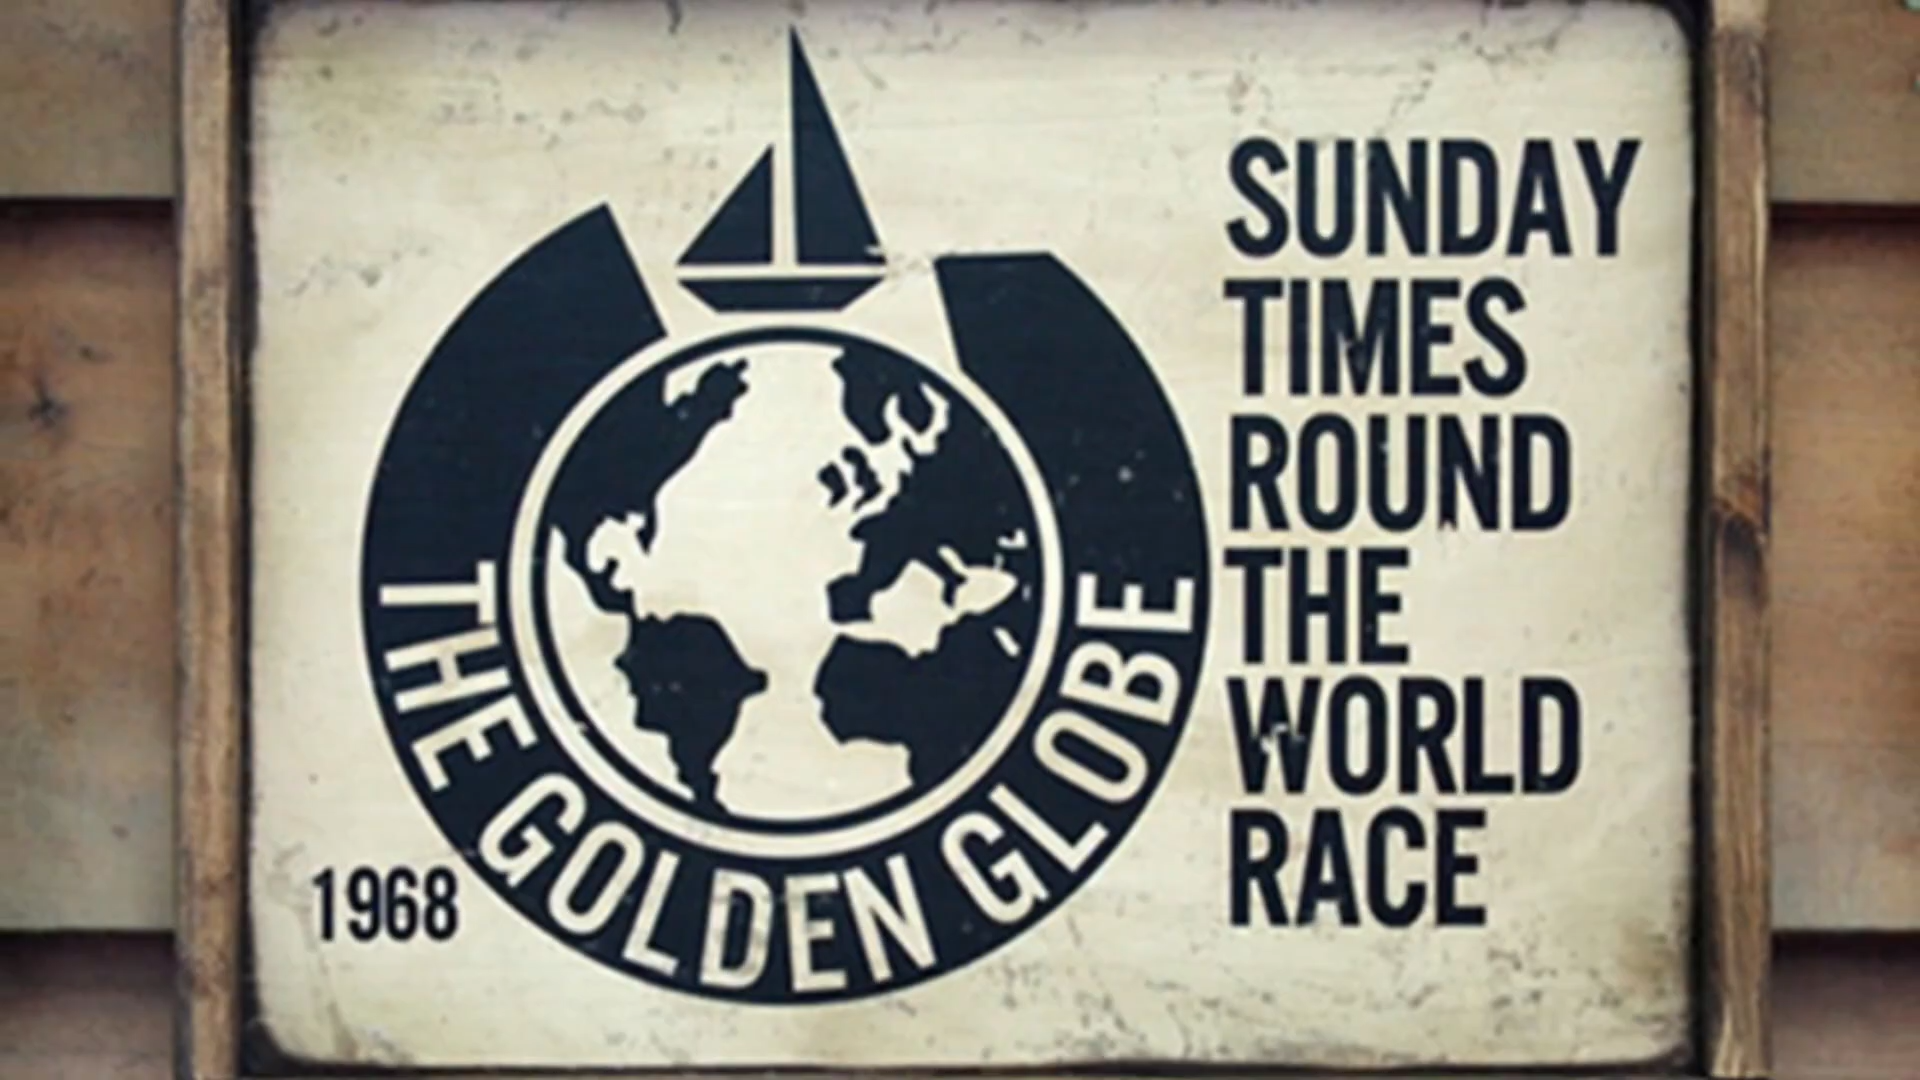 THE GOLDEN GLOBE
1968
SUNDAY
TIMES
ROUND
THE
WORLD
RACE